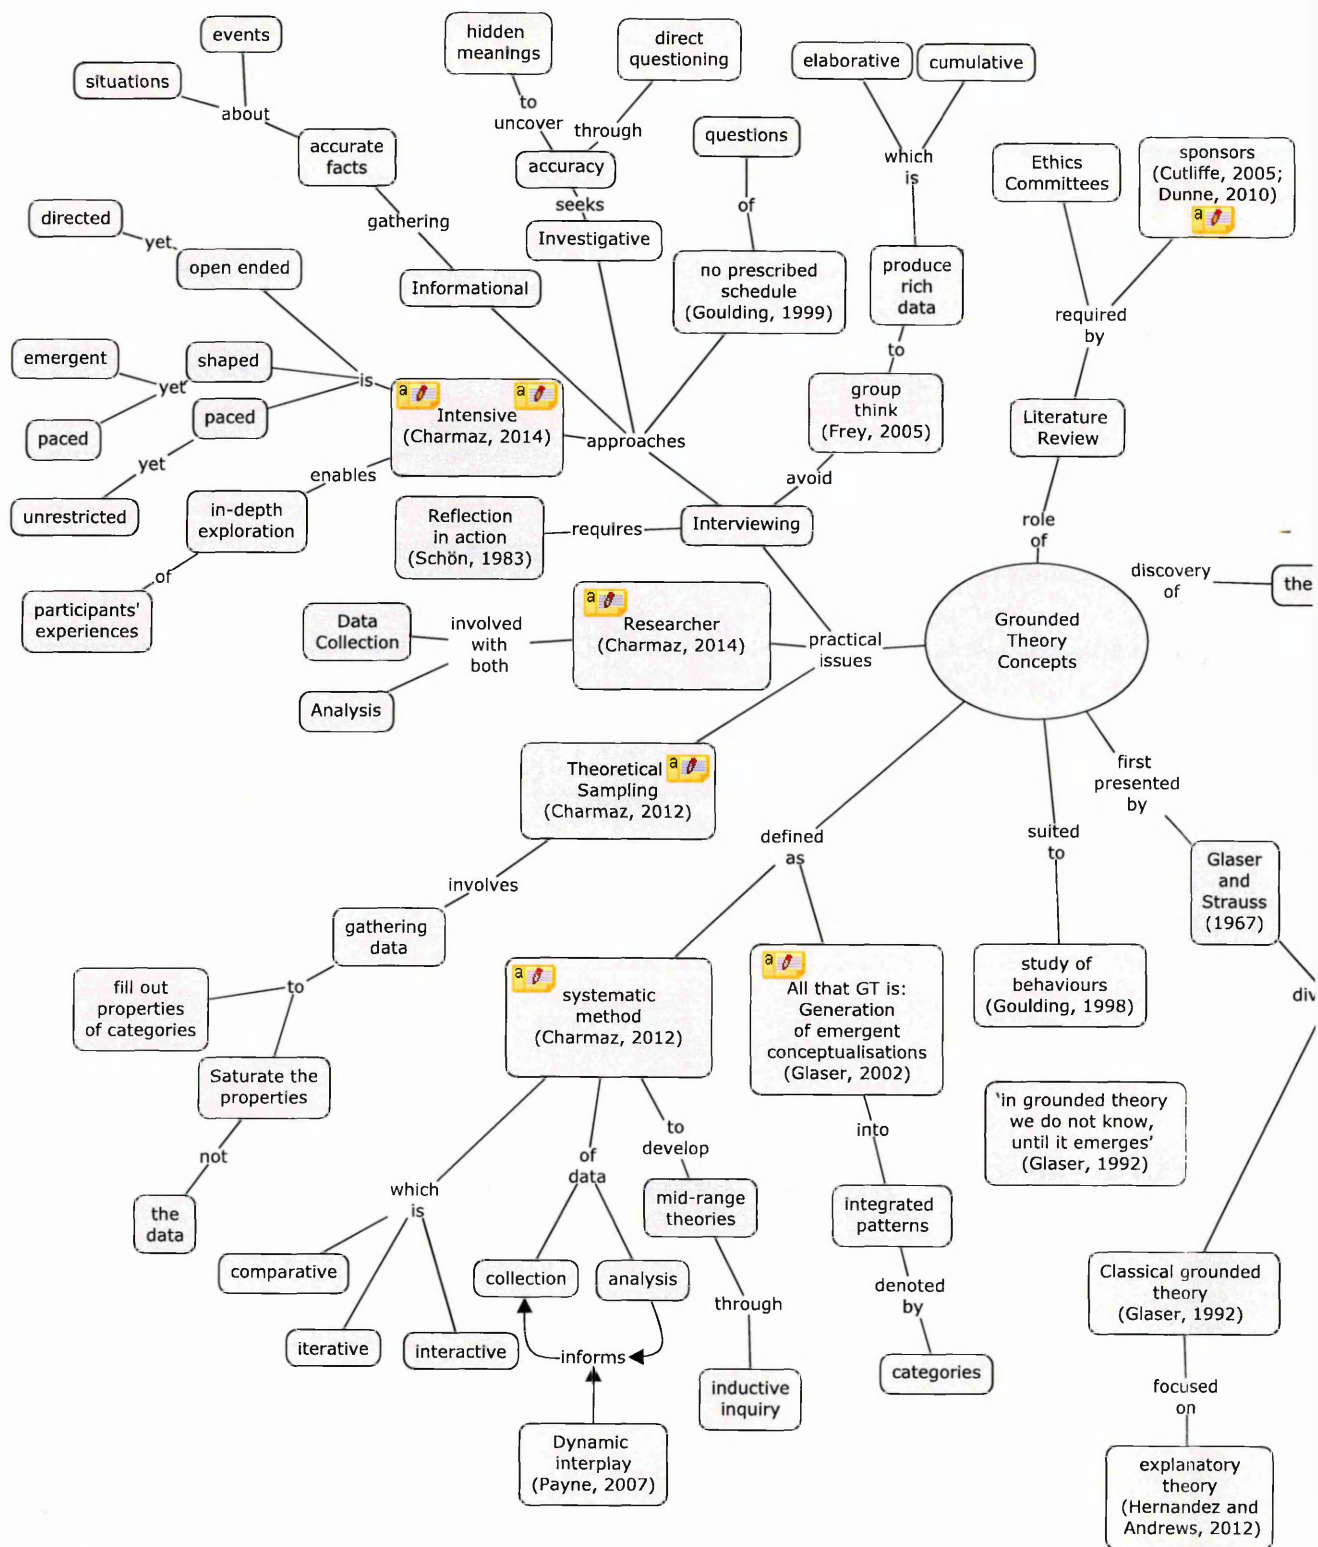 events
situations
about
accurate
facts
gathering
hidden
meanings
direct
questioning
to
uncover
through
accuracy
seeks
Investigative
Informational
questions
of
no prescribed
schedule
(Goulding, 1999)
elaborative
cumulative
which
is
produce
rich
data
to
group
think
(Frey, 2005)
avoid
Ethics
Committees
sponsors
(Cutliffe, 2005;
Dunne, 2010)
a
required
by
Literature
Review
role
of
directed
yet
open ended
emergent
yet
shaped
paced
paced
yet
unrestricted
is
a
a
Intensive
(Charmaz, 2014)
approaches
enables
in-depth
exploration
of
participants'
experiences
Reflection
in action
(Schön, 1983)
requires
Interviewing
discovery
of
the
Grounded
Theory
Concepts
practical
issues
a
Researcher
(Charmaz, 2014)
involved
with
both
Data
Collection
Analysis
Theoretical
a
Sampling
(Charmaz, 2012)
involves
gathering
data
to
fill out
properties
of categories
Saturate the
properties
not
the
data
defined
as
suited
to
first
presented
by
Glaser
and
Strauss
(1967)
div
study of
behaviours
(Goulding, 1998)
a
systematic
method
(Charmaz, 2012)
a
All that GT is:
Generation
of emergent
conceptualisations
(Glaser, 2002)
'in grounded theory
we do not know,
until it emerges'
(Glaser, 1992)
which
is
comparative
iterative
interactive
of
data
collection
analysis
informs
Dynamic
interplay
(Payne, 2007)
to
develop
mid-range
theories
through
inductive
inquiry
into
integrated
patterns
denoted
by
categories
Classical grounded
theory
(Glaser, 1992)
focused
on
explanatory
theory
(Hernandez and
Andrews, 2012)